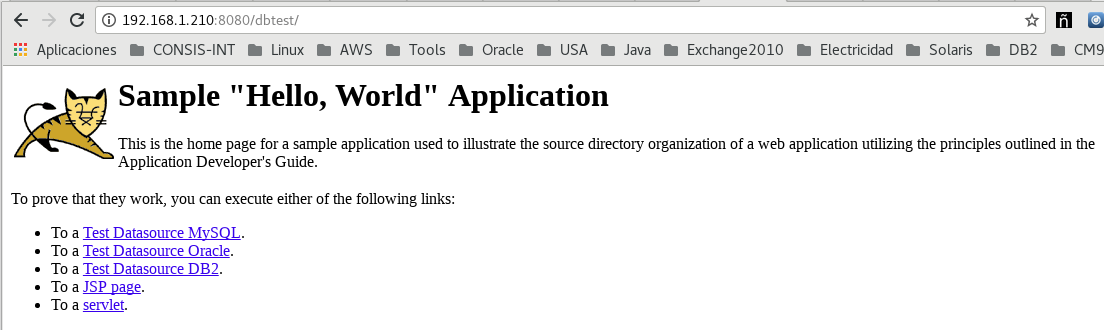 192.168.1.210:8080/dbtest/
ñ
Aplicaciones CONSIS-INT Linux AWS Tools Oracle USA Java Exchange2010 Electricidad Solaris DB2 CM9
Sample "Hello, World" Application
This is the home page for a sample application used to illustrate the source directory organization of a web application utilizing the principles outlined in the
Application Developer's Guide.
To prove that they work, you can execute either of the following links:
• To a Test Datasource MySQL.
• To a Test Datasource Oracle.
• To a Test Datasource DB2.
• To a JSP page.
• To a servlet.